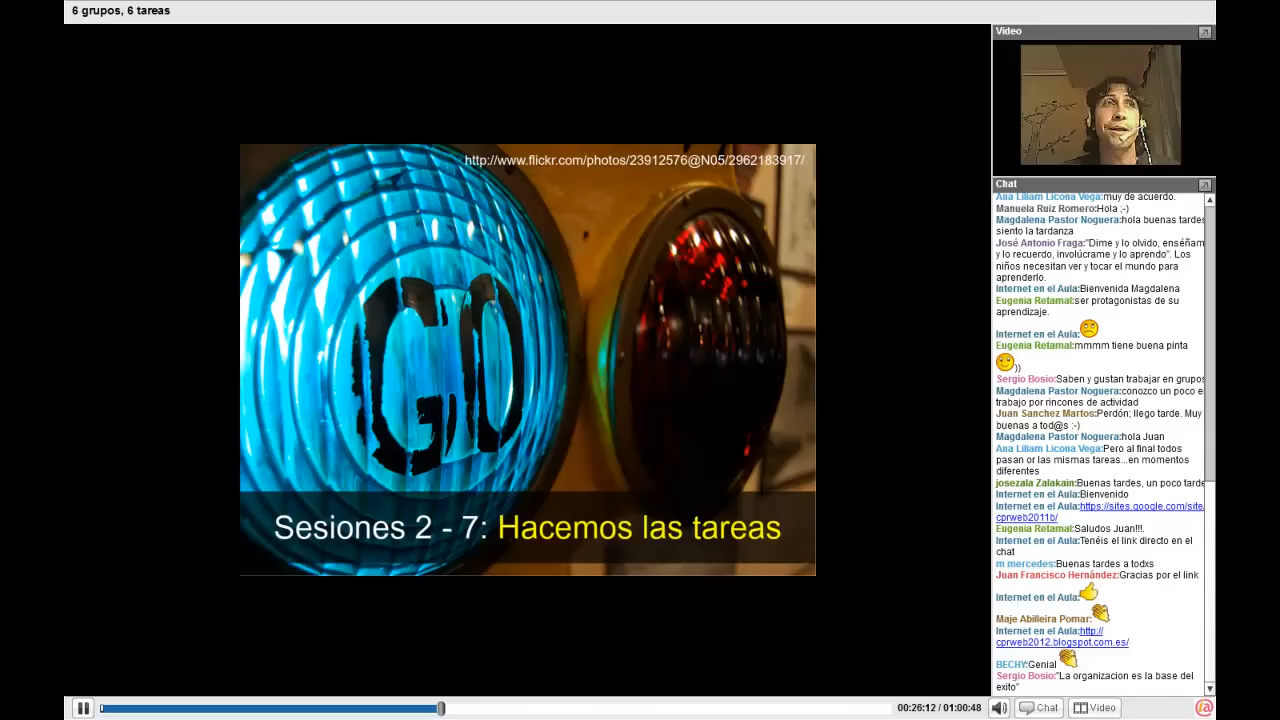 6 grupos, 6 tareas
http://www.flickr.com/photos/23912576@N05/2962183917/
GO
Sesiones 2 - 7: Hacemos las tareas
Video
Chat
Ana Liliam Licona Vega:muy de acuerdo.
Manuela Ruiz Romero:Hola ;-)
Magdalena Pastor Noguera:hola buenas tardes
siento la tardanza
José Antonio Fraga:"Dime y lo olvido, enséñam
y lo recuerdo, involúcrame y lo aprendo". Los
niños necesitan ver y tocar el mundo para
aprenderlo.
Internet en el Aula:Bienvenida Magdalena
Eugenia Retamal:ser protagonistas de su
aprendizaje.
Internet en el Aula:
Eugenia Retamal:mmmm tiene buena pinta
))
Sergio Bosio:Saben y gustan trabajar en grupos
Magdalena Pastor Noguera:conozco un poco e
trabajo por rincones de actividad
Juan Sanchez Martos:Perdón; llego tarde. Muy
buenas a tod@s :-)
Magdalena Pastor Noguera:hola Juan
Ana Liliam Licona Vega:Pero al final todos
pasan or las mismas tareas...en momentos
diferentes
josezala Zalakain:Buenas tardes, un poco tarde
Internet en el Aula:Bienvenido
Internet en el Aula:https://sites.google.com/site/
cprweb2011b/
Eugenia Retamal:Saludos Juan!!!.
Internet en el Aula:Tenéis el link directo en el
chat
m mercedes:Buenas tardes a todxs
Juan Francisco Hernández:Gracias por el link
Internet en el Aula:
Maje Abilleira Pomar:
Internet en el Aula:http://
cprweb2012.blogspot.com.es/
BECHY:Genial
Sergio Bosio:"La organizacion es la base del
exito"
00:26:12 / 01:00:48
Chat
Video